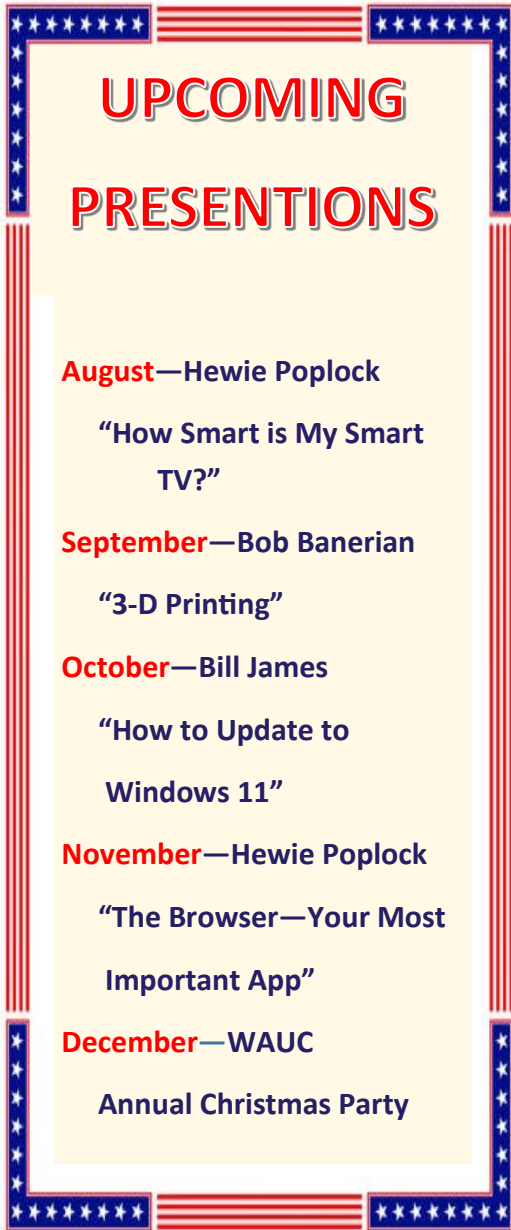 UPCOMING
PRESENTIONS
August—Hewie Poplock
“How Smart is My Smart
TV?”
September—Bob Banerian
“3-D Printing”
October—Bill James
“How to Update to
Windows 11”
November—Hewie Poplock
“The Browser—Your Most
Important App”
December—WAUC
Annual Christmas Party